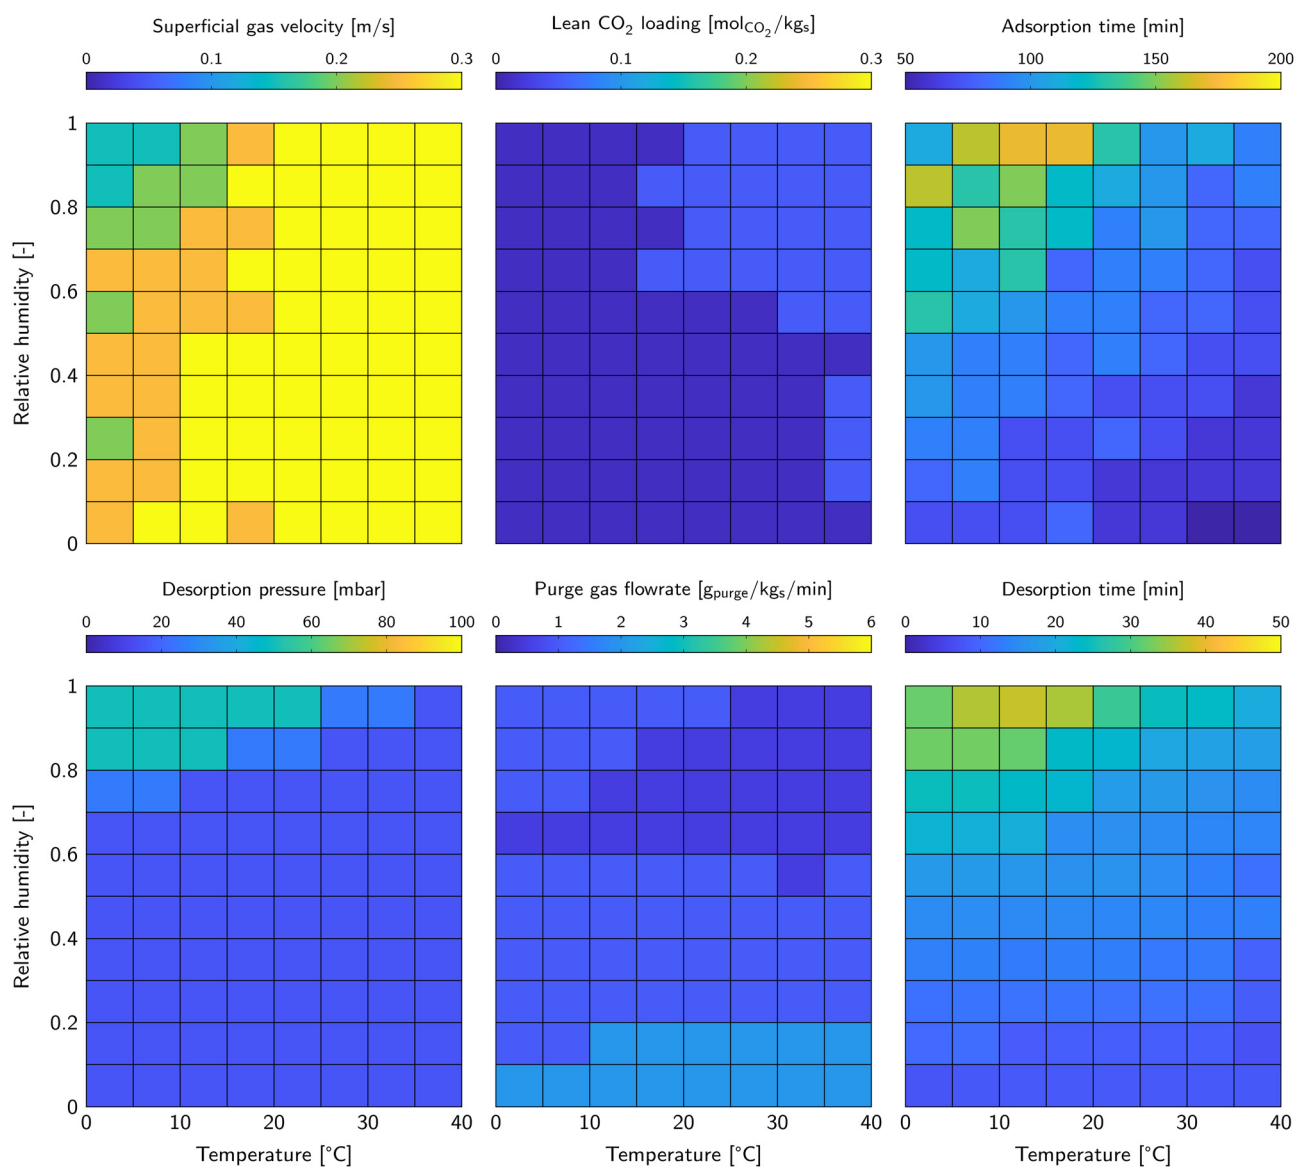 Superficial gas velocity [m/s] Lean CO₂ loading [mol_CO₂/kgₛ] Adsorption time [min]
0 0.1 0.2 0.3 0 0.1 0.2 0.3 50 100 150 200
1
0.8
0.6
0.4
0.2
0
Relative humidity [-]
Desorption pressure [mbar] Purge gas flowrate [g_purge/kgₛ/min] Desorption time [min]
0 20 40 60 80 100 0 1 2 3 4 5 6 0 10 20 30 40 50
1
0.8
0.6
0.4
0.2
0
Relative humidity [-]
0 10 20 30 40 0 10 20 30 40 0 10 20 30 40
Temperature [°C] Temperature [°C] Temperature [°C]